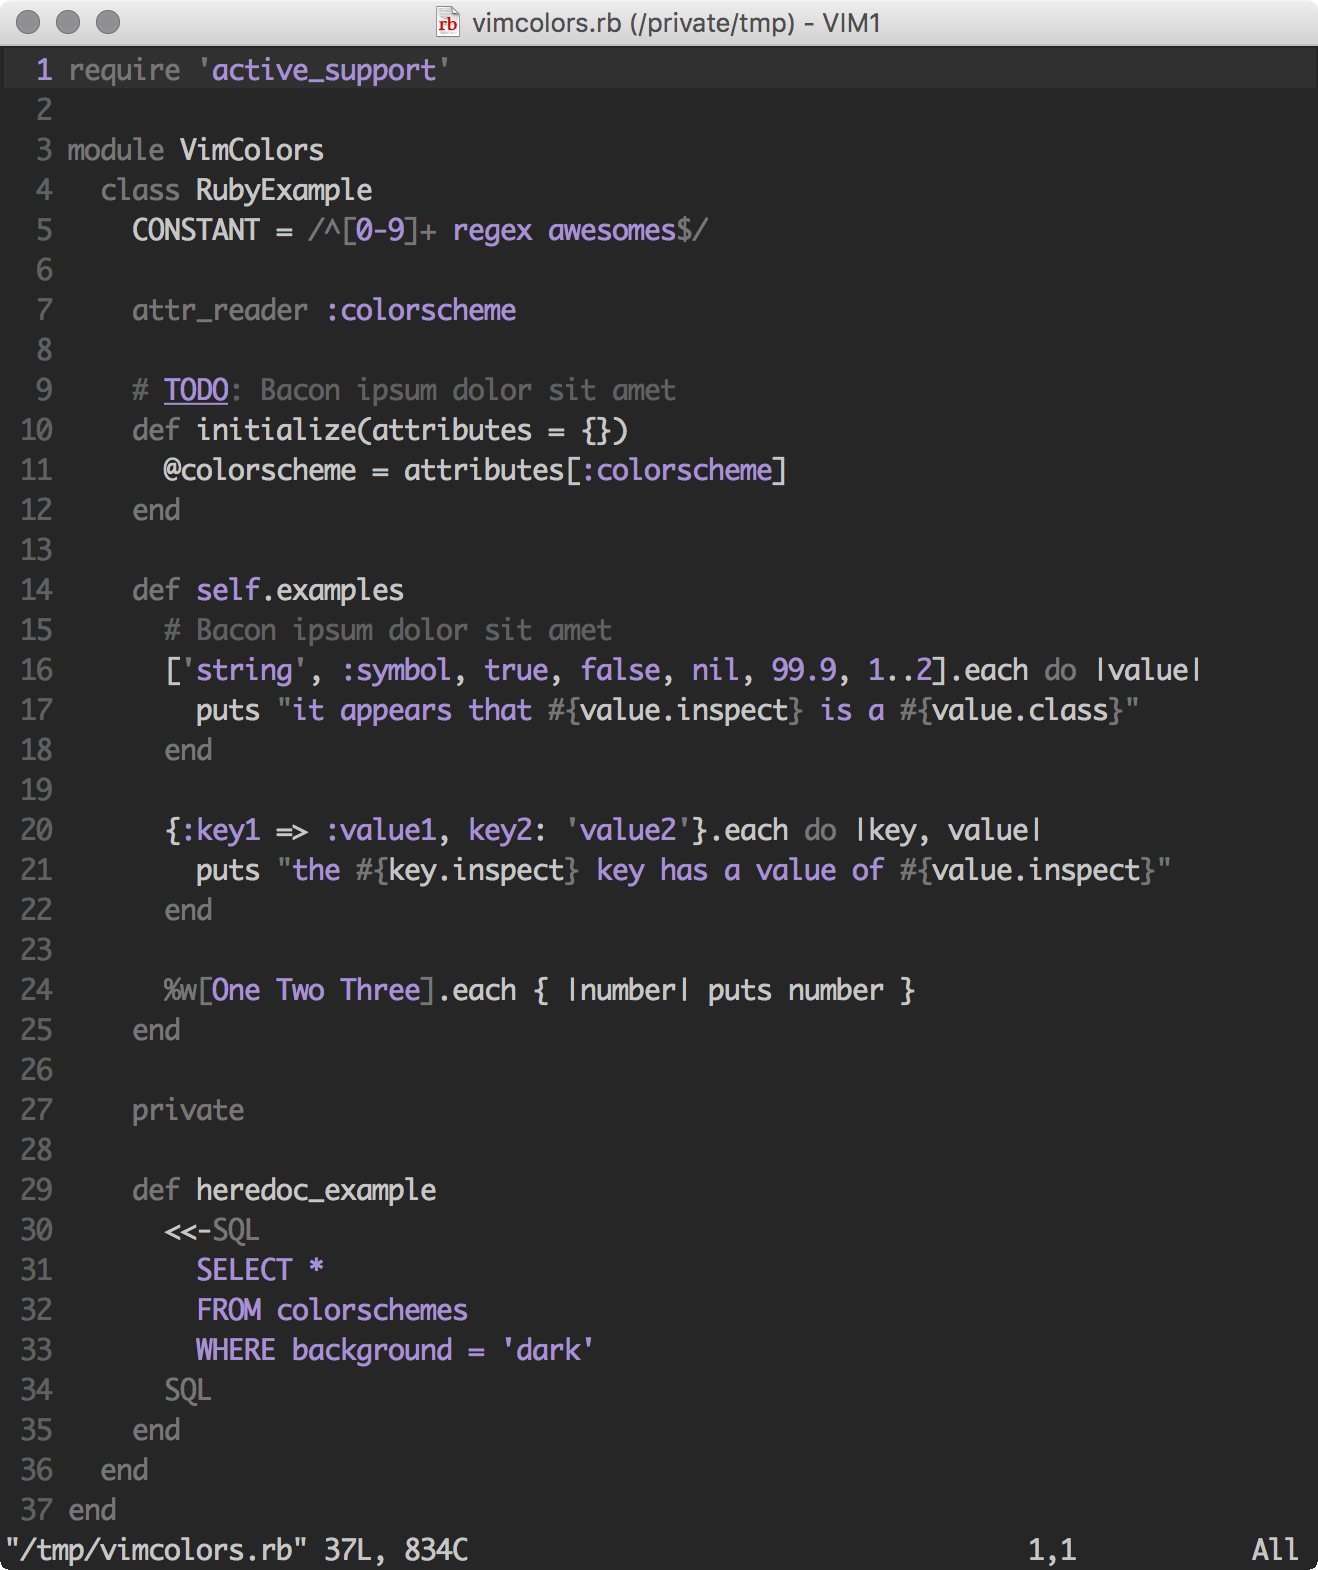 rb vimcolors.rb (/private/tmp) - VIM1
1 require 'active_support'
2
3 module VimColors
4   class RubyExample
5     CONSTANT = /^[0-9]+ regex awesomes$/
6
7     attr_reader :colorscheme
8
9     # TODO: Bacon ipsum dolor sit amet
10     def initialize(attributes = {})
11       @colorscheme = attributes[:colorscheme]
12     end
13
14     def self.examples
15       # Bacon ipsum dolor sit amet
16       ['string', :symbol, true, false, nil, 99.9, 1..2].each do |value|
17         puts "it appears that #{value.inspect} is a #{value.class}"
18       end
19
20       {:key1 => :value1, key2: 'value2'}.each do |key, value|
21         puts "the #{key.inspect} key has a value of #{value.inspect}"
22       end
23
24       %w[One Two Three].each { |number| puts number }
25     end
26
27     private
28
29     def heredoc_example
30       <<-SQL
31         SELECT *
32         FROM colorschemes
33         WHERE background = 'dark'
34       SQL
35     end
36   end
37 end
"/tmp/vimcolors.rb" 37L, 834C 1,1 All